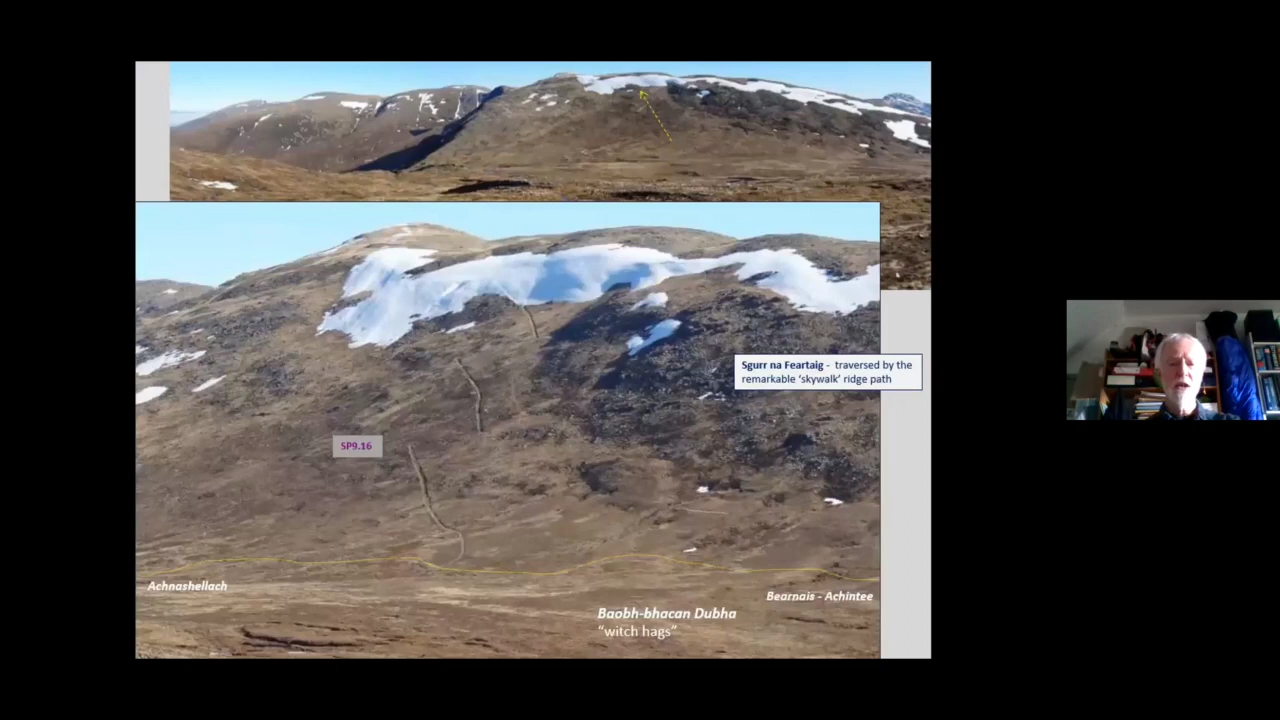 Sgurr na Feartaig - traversed by the
remarkable ‘skywalk’ ridge path
SP9.16
Achnashellach
Bearnais - Achintee
Baobh-bhacan Dubha
“witch hags”